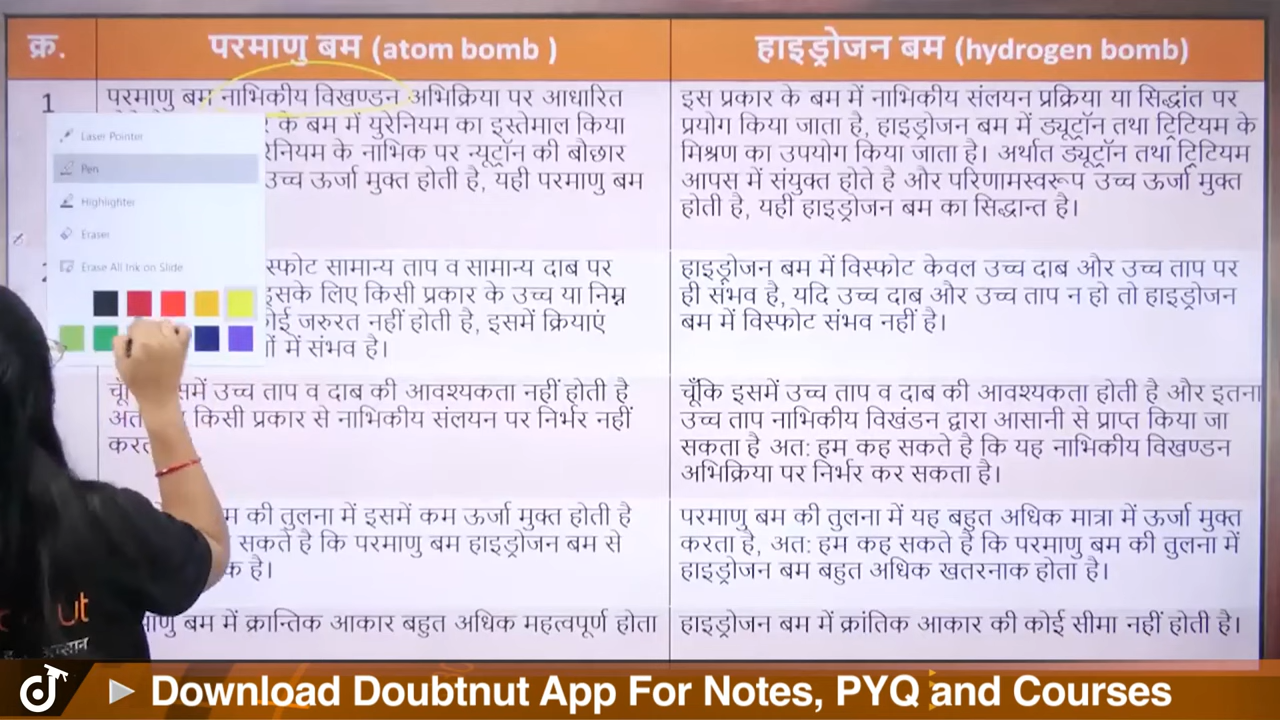 क्र.
परमाणु बम (atom bomb )
हाइड्रोजन बम (hydrogen bomb)
1
परमाणु बम नाभिकीय विखण्डन अभिक्रिया पर आधारित
के बम में युरेनियम का इस्तेमाल किया
के नाभिक पर न्यूट्रॉन की बौछार
उच्च ऊर्जा मुक्त होती है, यही परमाणु बम
इस प्रकार के बम में नाभिकीय संलयन प्रक्रिया या सिद्धांत पर
प्रयोग किया जाता है, हाइड्रोजन बम में ड्यूट्रॉन तथा ट्रिटियम के
मिश्रण का उपयोग किया जाता है। अर्थात ड्यूट्रॉन तथा ट्रिटियम
आपस में संयुक्त होते है और परिणामस्वरूप उच्च ऊर्जा मुक्त
होती है, यही हाइड्रोजन बम का सिद्धान्त है।
Laser Pointer
Pen
Highlighter
Eraser
Erase All Ink on Slide
सामान्य ताप व सामान्य दाब पर
इसके लिए किसी प्रकार के उच्च या निम्न
जरुरत नहीं होती है, इसमें क्रियाएं
में संभव है।
हाइड्रोजन बम में विस्फोट केवल उच्च दाब और उच्च ताप पर
ही संभव है, यदि उच्च दाब और उच्च ताप न हो तो हाइड्रोजन
बम में विस्फोट संभव नहीं है।
में उच्च ताप व दाब की आवश्यकता नहीं होती है
किसी प्रकार से नाभिकीय संलयन पर निर्भर नहीं
चूँकि इसमें उच्च ताप व दाब की आवश्यकता होती है और इतना
उच्च ताप नाभिकीय विखंडन द्वारा आसानी से प्राप्त किया जा
सकता है अत: हम कह सकते है कि यह नाभिकीय विखण्डन
अभिक्रिया पर निर्भर कर सकता है।
की तुलना में इसमें कम ऊर्जा मुक्त होती है
सकते है कि परमाणु बम हाइड्रोजन बम से
है।
परमाणु बम की तुलना में यह बहुत अधिक मात्रा में ऊर्जा मुक्त
करता है, अत: हम कह सकते है कि परमाणु बम की तुलना में
हाइड्रोजन बम बहुत अधिक खतरनाक होता है।
बम में क्रान्तिक आकार बहुत अधिक महत्वपूर्ण होता
हाइड्रोजन बम में क्रांतिक आकार की कोई सीमा नहीं होती है।
Download Doubtnut App For Notes, PYQ and Courses